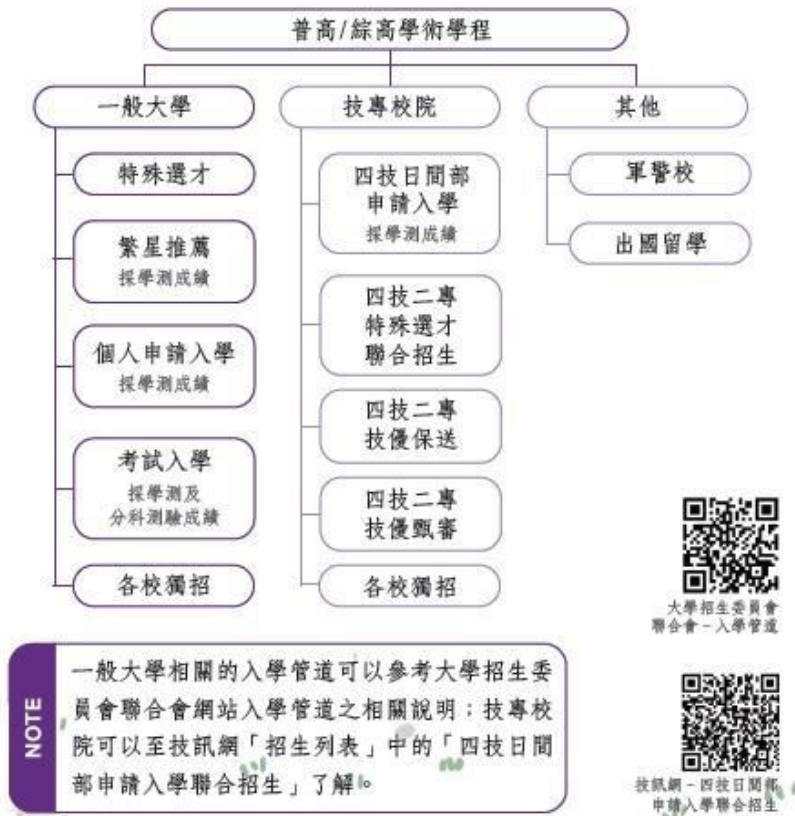 普高/綜高學術學程
一般大學
特殊選才
繁星推薦
採學測成績
個人申請入學
採學測成績
考試入學
採學測及
分科測驗成績
各校獨招
技專校院
四技日間部
申請入學
採學測成績
四技二專
特殊選才
聯合招生
四技二專
技優保送
四技二專
技優甄審
各校獨招
其他
軍警校
出國留學
大學招生委員會
聯合會－入學管道
NOTE
一般大學相關的入學管道可以參考大學招生委
員會聯合會網站入學管道之相關說明；技專校
院可以至技訊網「招生列表」中的「四技日間
部申請入學聯合招生」了解。
技訊網－四技日間部
申請入學聯合招生